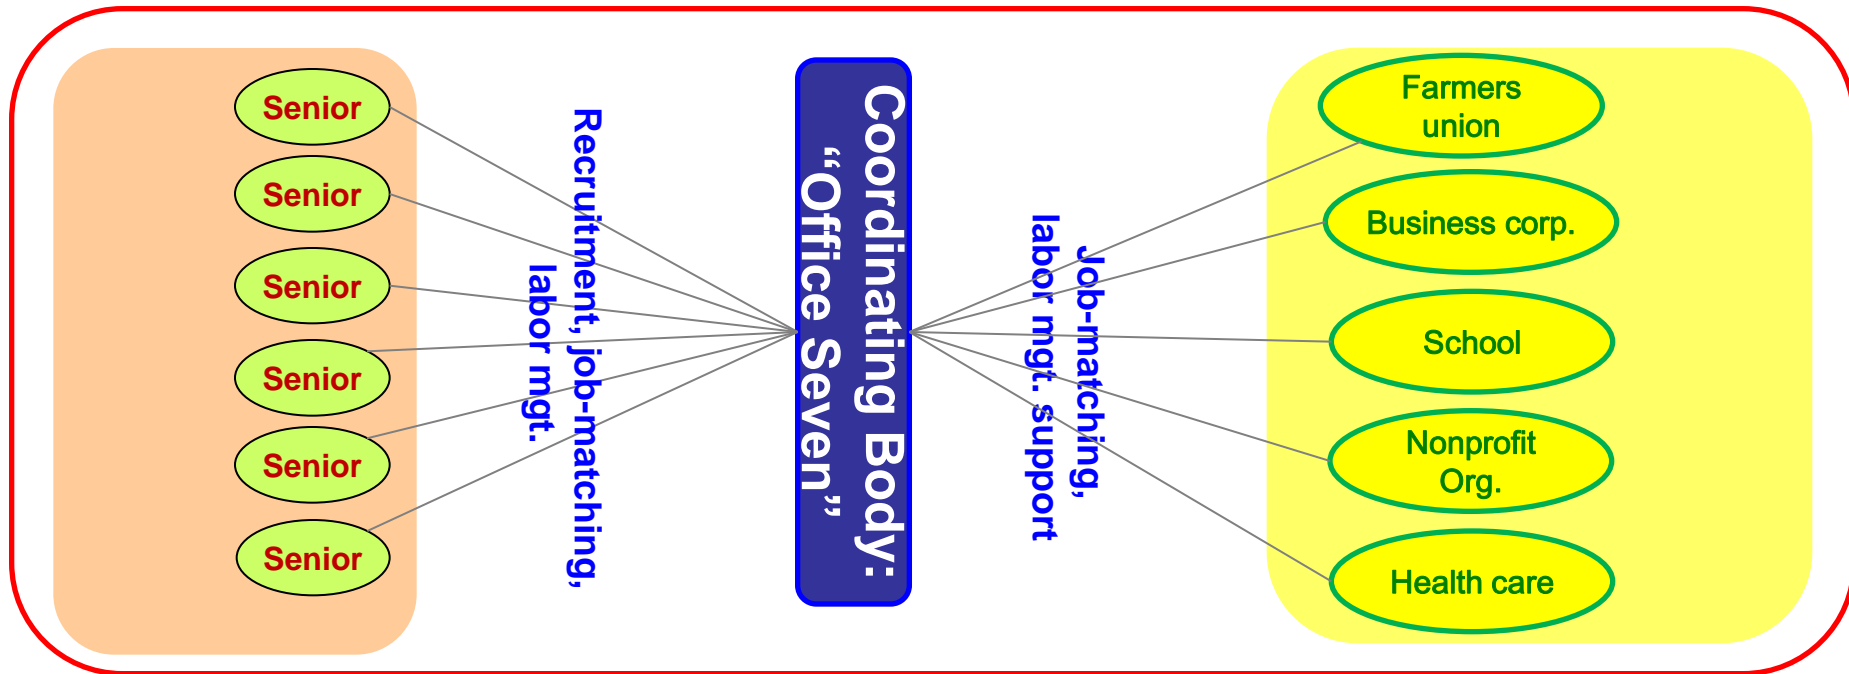 Senior
Senior
Senior
Senior
Senior
Senior
Recruitment, job-matching,
labor mgt.
Coordinating Body:
“Office Seven”
Job-matching,
labor mgt. support
Farmers
union
Business corp.
School
Nonprofit
Org.
Health care